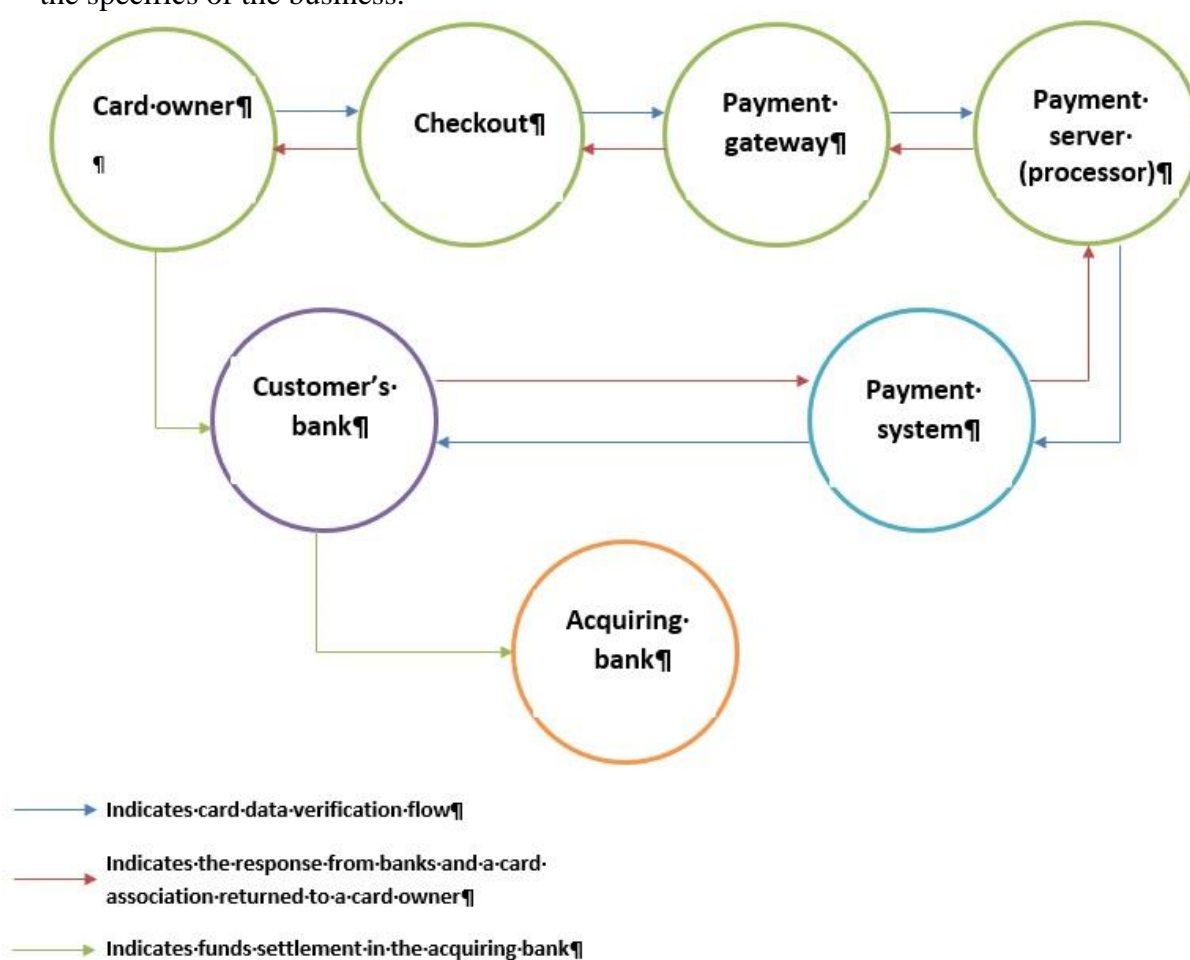 the specifics of the business.
Card·owner¶
¶
Checkout¶
Payment·
gateway¶
Payment·
server·
(processor)¶
Customer’s·
bank¶
Payment·
system¶
Acquiring·
bank¶
Indicates·card·data·verification·flow¶
Indicates·the·response·from·banks·and·a·card·
association·returned·to·a·card·owner¶
Indicates·funds·settlement·in·the·acquiring·bank¶